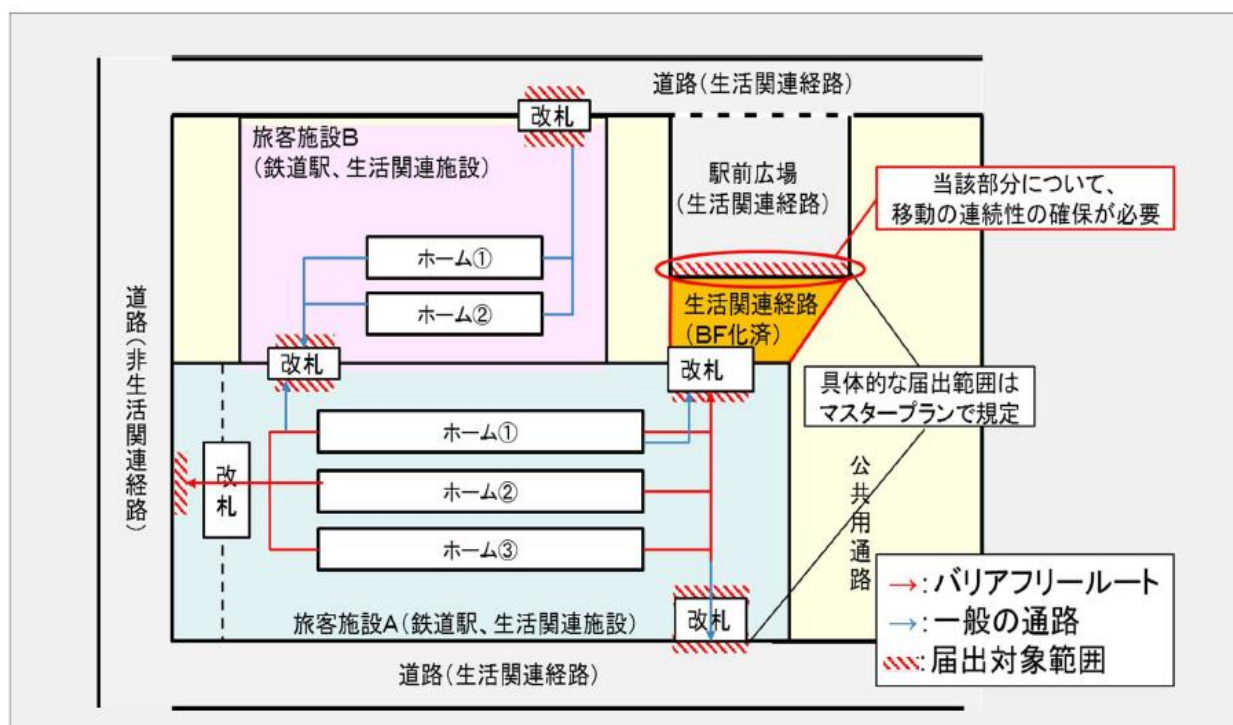 道路(生活関連経路)
改札
旅客施設B
(鉄道駅、生活関連施設)
駅前広場
(生活関連経路)
当該部分について、
移動の連続性の確保が必要
ホーム①
ホーム②
生活関連経路
(BF化済)
道路(非生活関連経路)
改札
改札
具体的な届出範囲は
マスタープランで規定
ホーム①
改札
ホーム②
ホーム③
公共用通路
旅客施設A(鉄道駅、生活関連施設)
改札
道路(生活関連経路)
→:バリアフリールート
→:一般の通路
:届出対象範囲